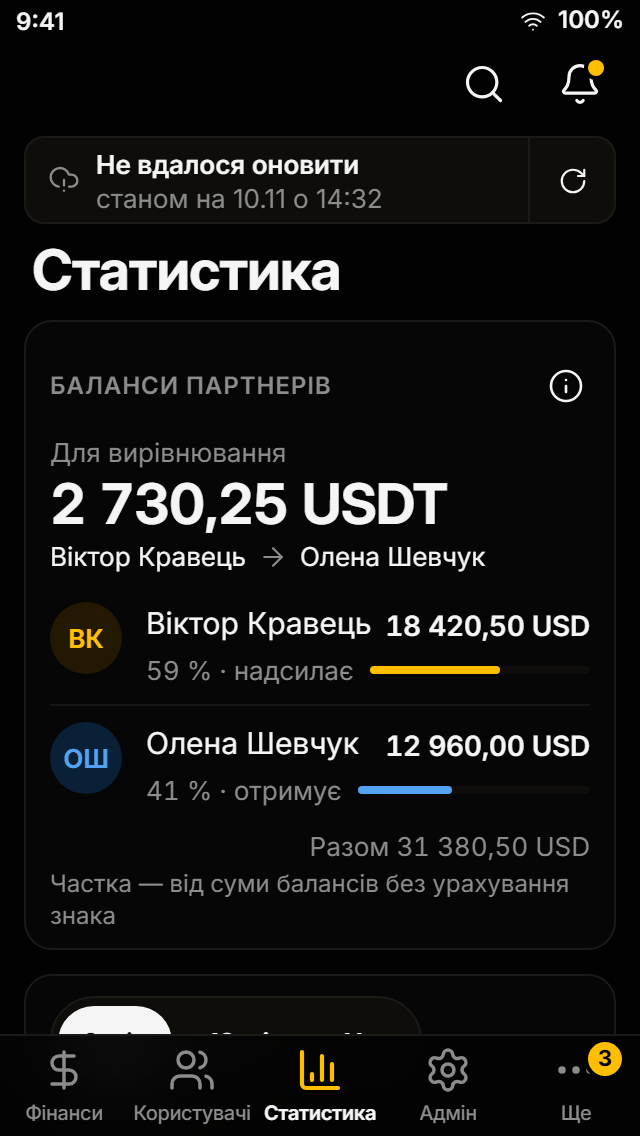 9:41
100%
Не вдалося оновити
станом на 10.11 о 14:32
Статистика
БАЛАНСИ ПАРТНЕРІВ
Для вирівнювання
2 730,25 USDT
Віктор Кравець → Олена Шевчук
ВК
Віктор Кравець 18 420,50 USD
59 % · надсилає
ОШ
Олена Шевчук 12 960,00 USD
41 % · отримує
Разом 31 380,50 USD
Частка — від суми балансів без урахування
знака
3
Фінанси Користувачі Статистика Адмін Ще